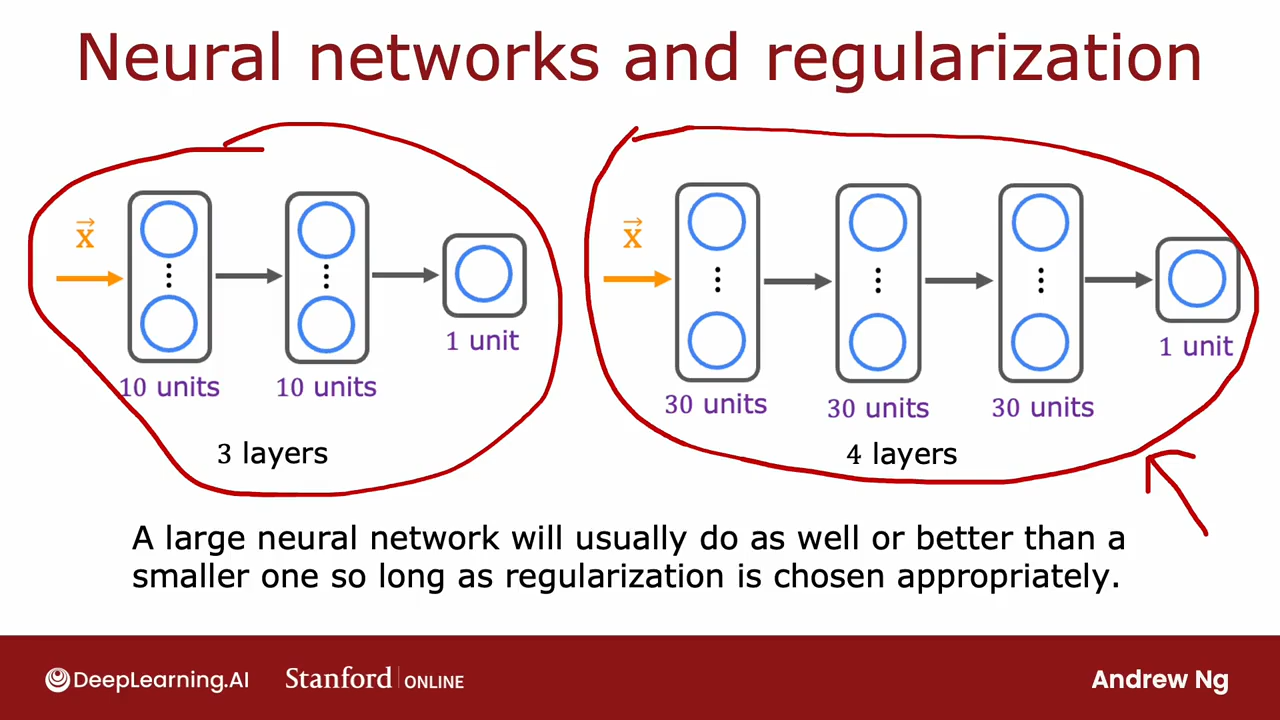 Neural networks and regularization
x⃗
10 units
10 units
1 unit
3 layers
x⃗
30 units
30 units
30 units
1 unit
4 layers
A large neural network will usually do as well or better than a
smaller one so long as regularization is chosen appropriately.
DeepLearning.AI
Stanford | ONLINE
Andrew Ng